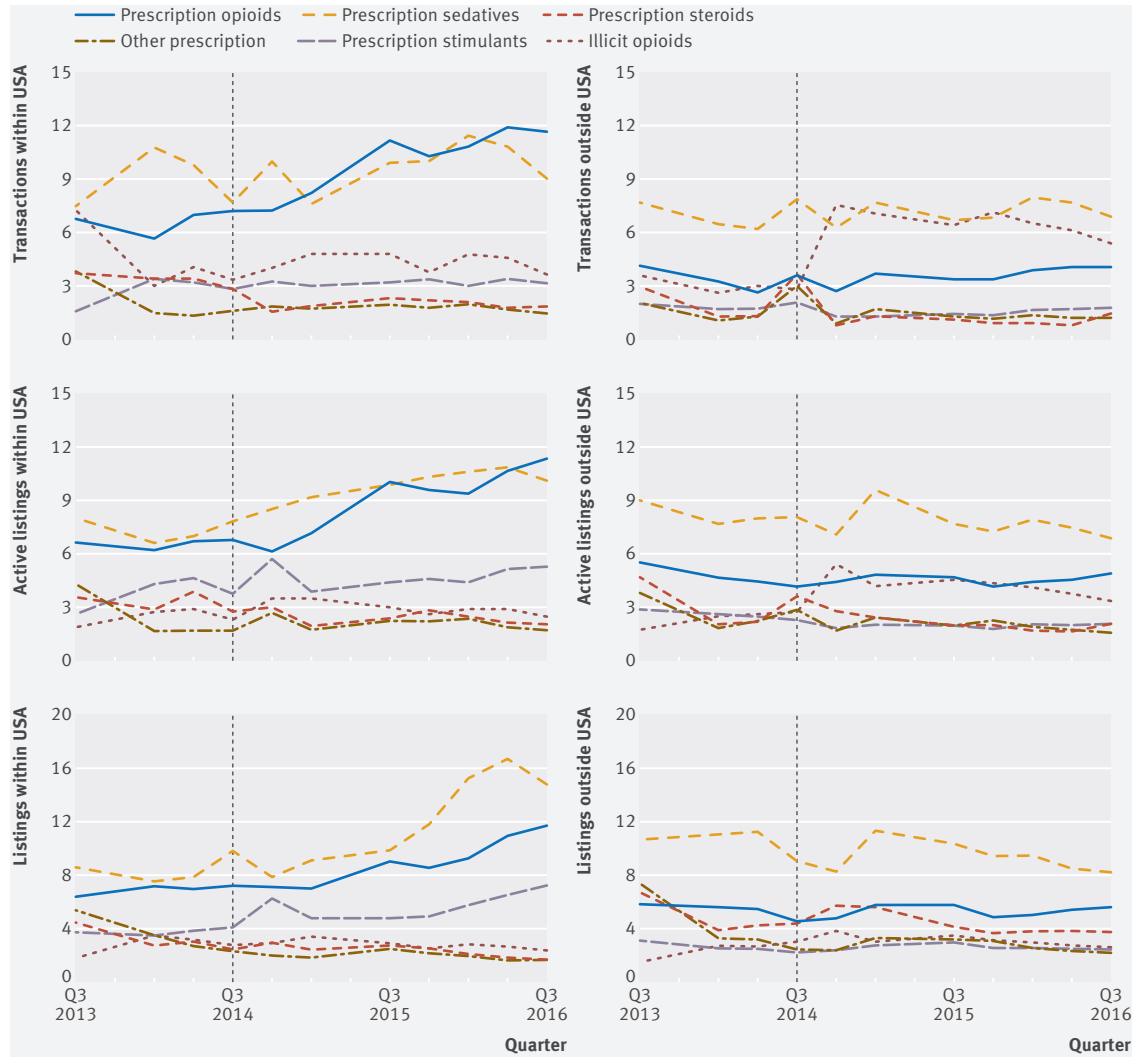 Prescription opioids Prescription sedatives Prescription steroids
Other prescription Prescription stimulants Illicit opioids
Transactions within USA
15
12
9
6
3
0
Transactions outside USA
15
12
9
6
3
0
Active listings within USA
15
12
9
6
3
0
Active listings outside USA
15
12
9
6
3
0
Listings within USA
20
16
12
8
4
0
Q3 Q3 Q3 Q3
2013 2014 2015 2016
Quarter
Listings outside USA
20
16
12
8
4
0
Q3 Q3 Q3 Q3
2013 2014 2015 2016
Quarter